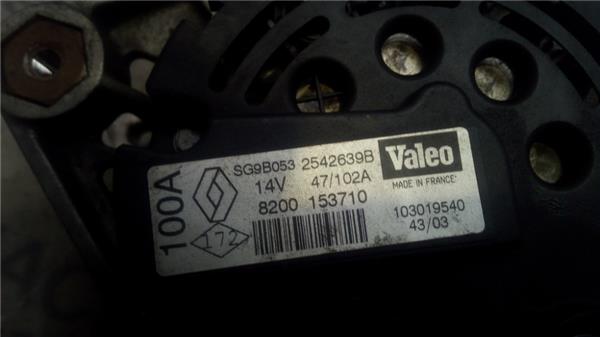 100A
SG9B053 2542639B Valeo
14V 47/102A MADE IN FRANCE
8200 153710
172
103019540
43/03